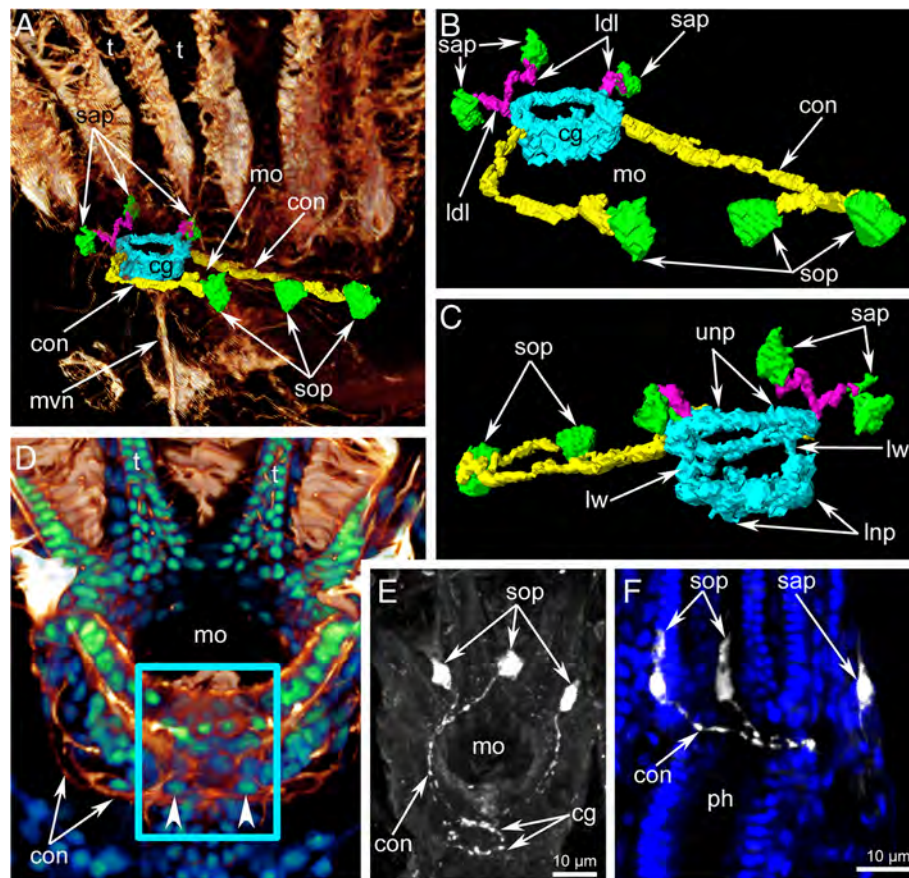 A
t
t
sap
mo
con
cg
con
mvn
sop
B
sap
ldl
sap
con
cg
mo
ldl
sop
C
sop
unp
sap
lw
lw
lnp
D
t
t
mo
con
E
sop
mo
con
cg
10 µm
F
sop
sap
con
ph
10 µm